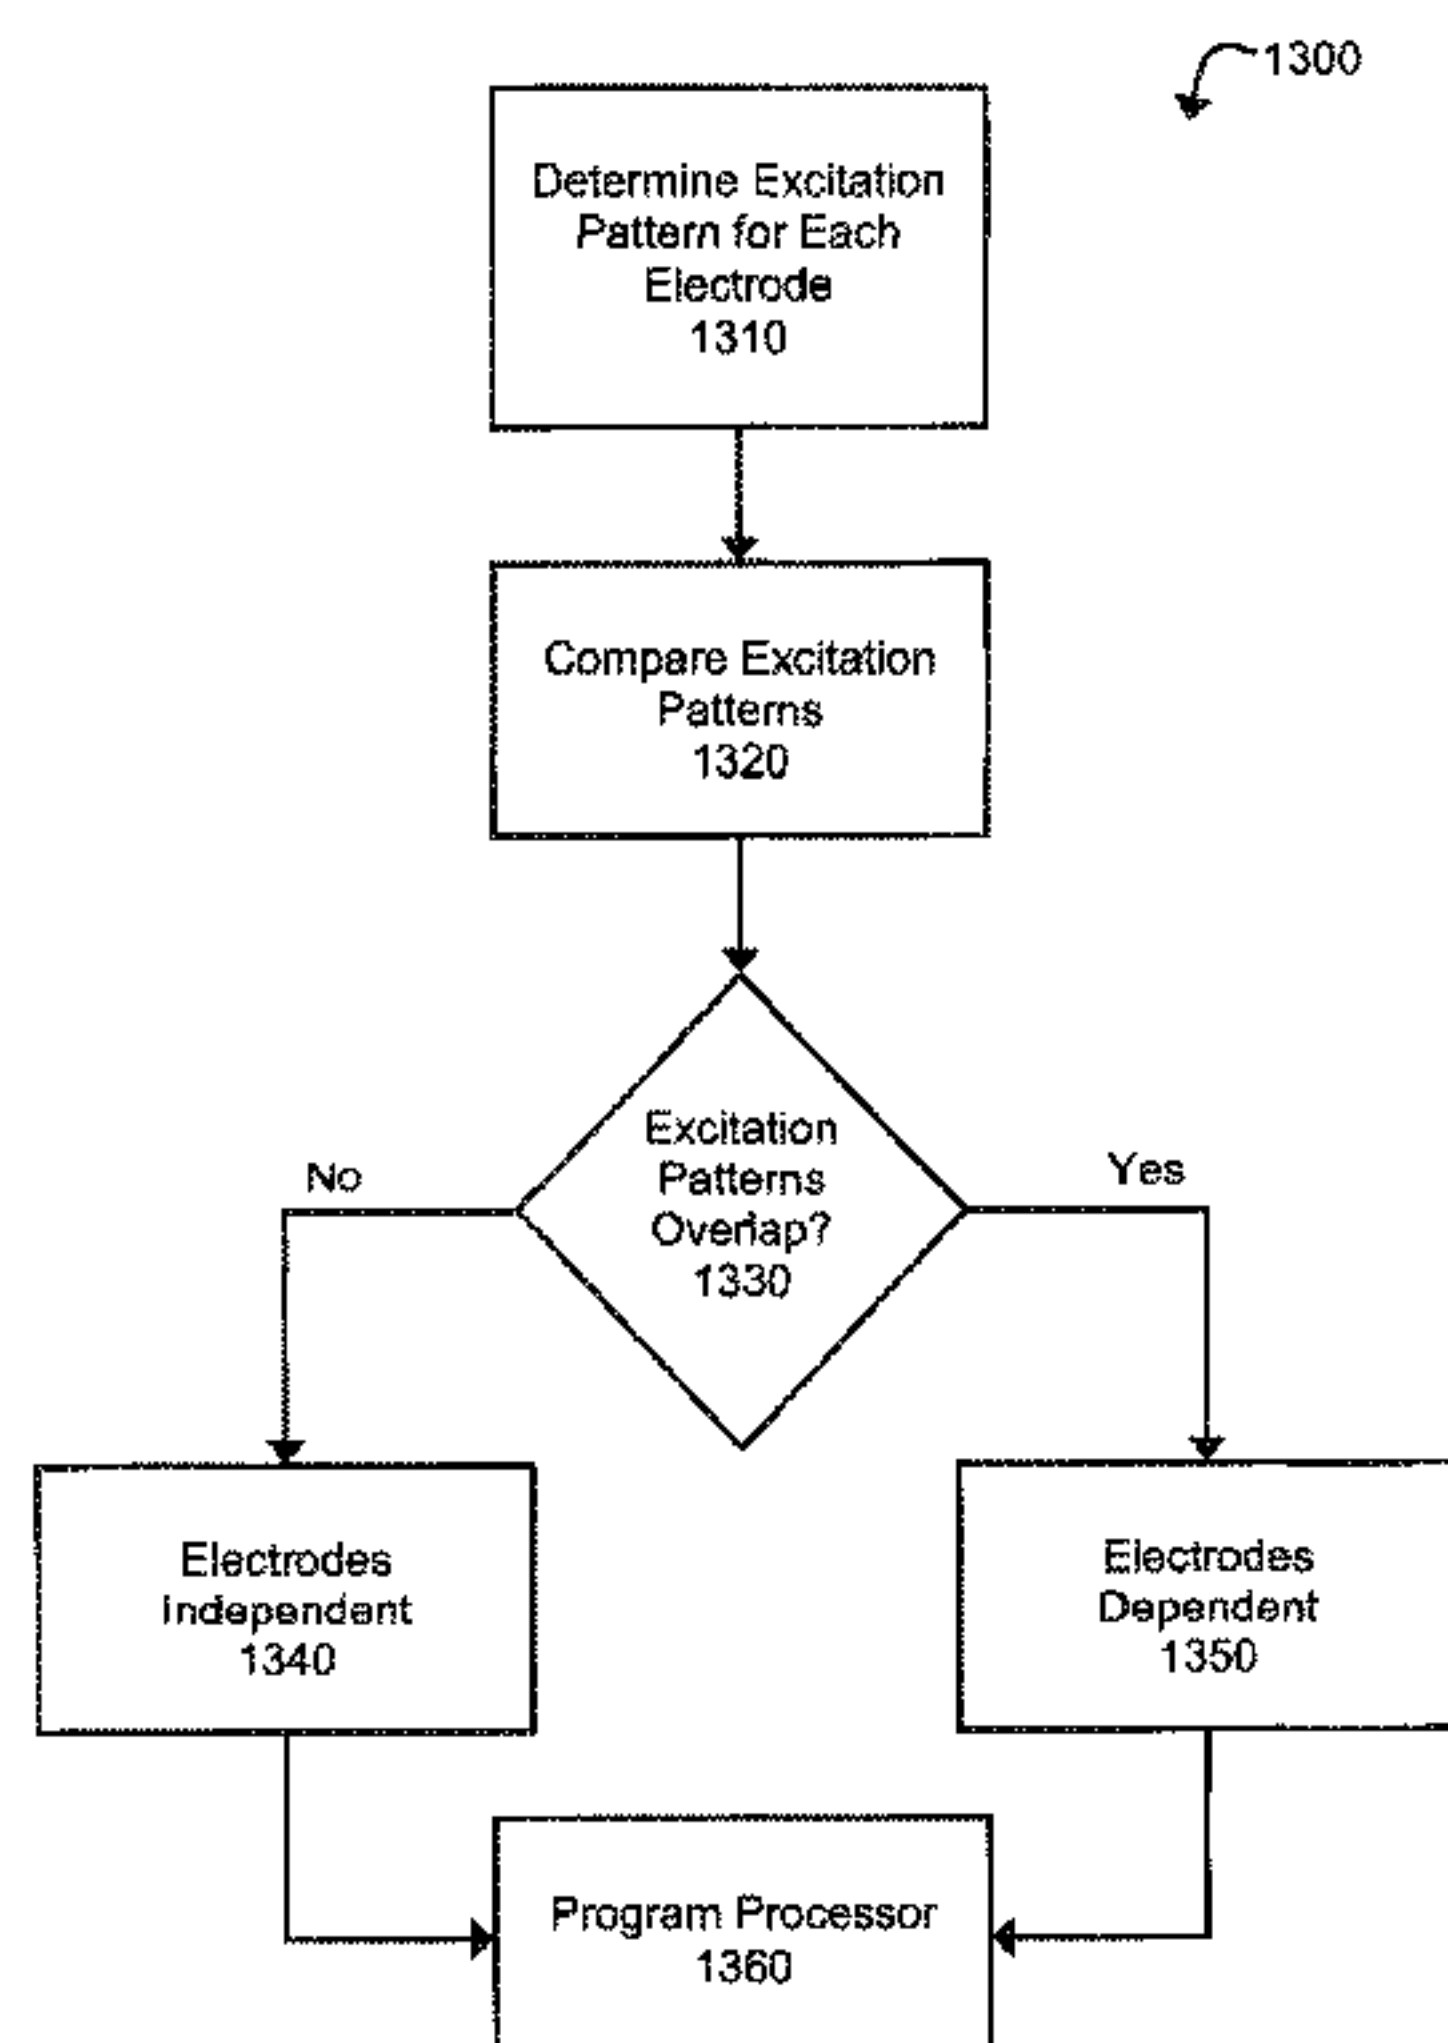 1300
Determine Excitation
Pattern for Each
Electrode
1310
Compare Excitation
Patterns
1320
Excitation
Patterns
Overlap?
1330
No
Yes
Electrodes
Independent
1340
Electrodes
Dependent
1350
Program Processor
1360